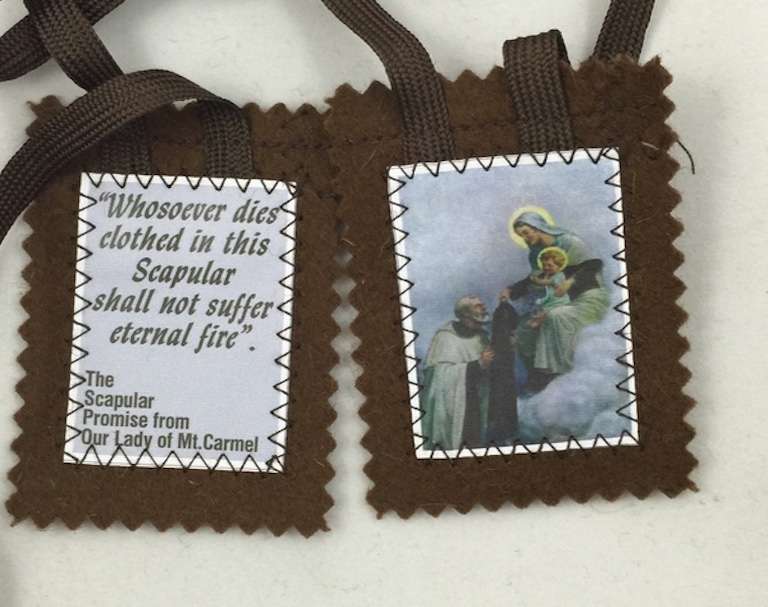 “Whosoever dies
clothed in this
Scapular
shall not suffer
eternal fire”.
The
Scapular
Promise from
Our Lady of Mt.Carmel